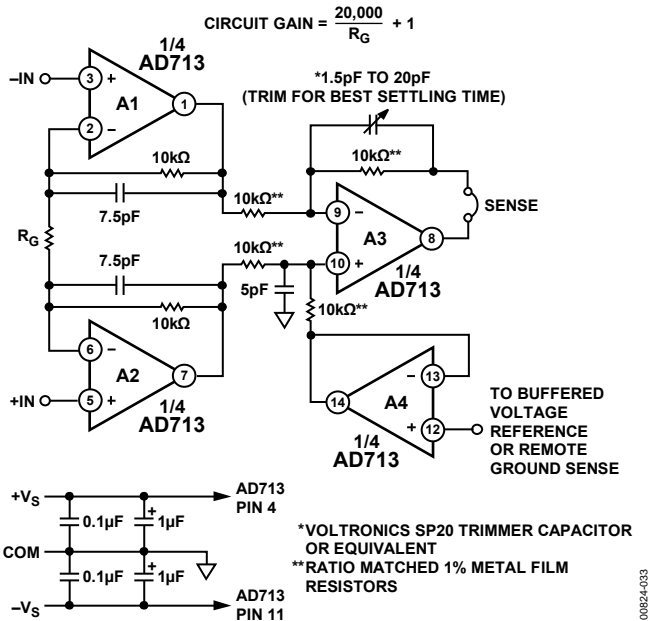 CIRCUIT GAIN = 20,000 / RG + 1
1/4
AD713
–IN
3
+
A1
1
2
–
10kΩ
7.5pF
RG
7.5pF
10kΩ
6
–
A2
7
+IN
5
+
1/4
AD713
*1.5pF TO 20pF
(TRIM FOR BEST SETTLING TIME)
10kΩ**
10kΩ**
9
–
A3
8
SENSE
10kΩ**
10
+
1/4
AD713
5pF
10kΩ**
–
13
14
A4
+
12
1/4
AD713
TO BUFFERED
VOLTAGE
REFERENCE
OR REMOTE
GROUND SENSE
+VS
AD713
PIN 4
0.1µF
+
1µF
COM
0.1µF
+
1µF
–VS
AD713
PIN 11
*VOLTRONICS SP20 TRIMMER CAPACITOR
OR EQUIVALENT
**RATIO MATCHED 1% METAL FILM
RESISTORS
00824-033